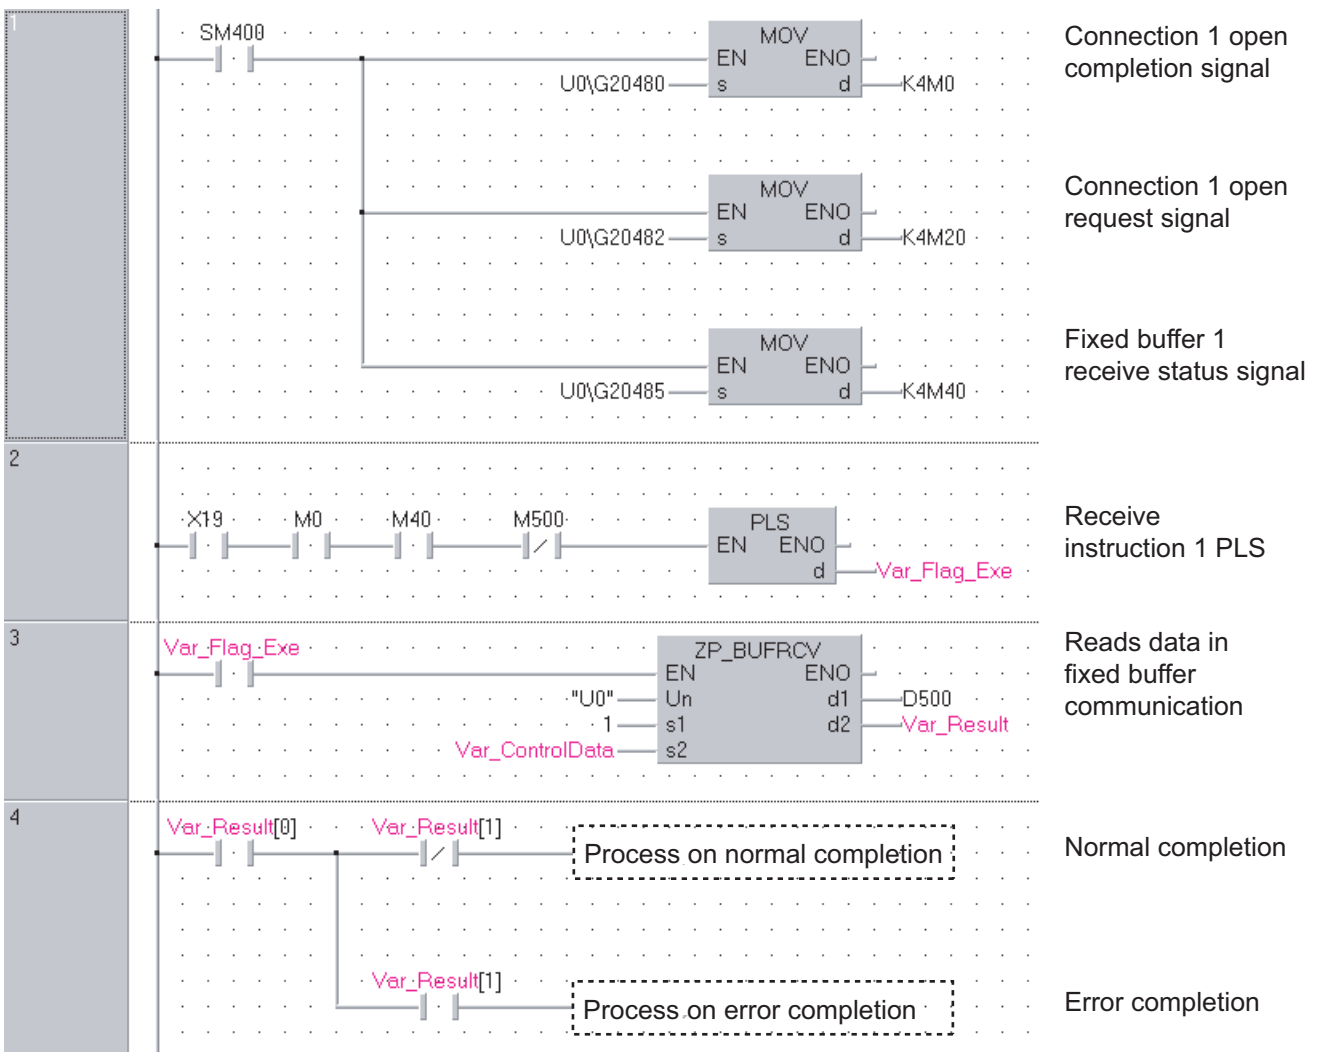 1
SM400
MOV
EN ENO
U0\G20480 s d K4M0
Connection 1 open
completion signal
MOV
EN ENO
U0\G20482 s d K4M20
Connection 1 open
request signal
MOV
EN ENO
U0\G20485 s d K4M40
Fixed buffer 1
receive status signal
2
X19 M0 M40 M500
PLS
EN ENO
d Var_Flag_Exe
Receive
instruction 1 PLS
3
Var_Flag_Exe
ZP_BUFRCV
EN ENO
"U0" Un d1 D500
1 s1 d2 Var_Result
Var_ControlData s2
Reads data in
fixed buffer
communication
4
Var_Result[0] Var_Result[1]
Process on normal completion
Normal completion
Var_Result[1]
Process on error completion
Error completion